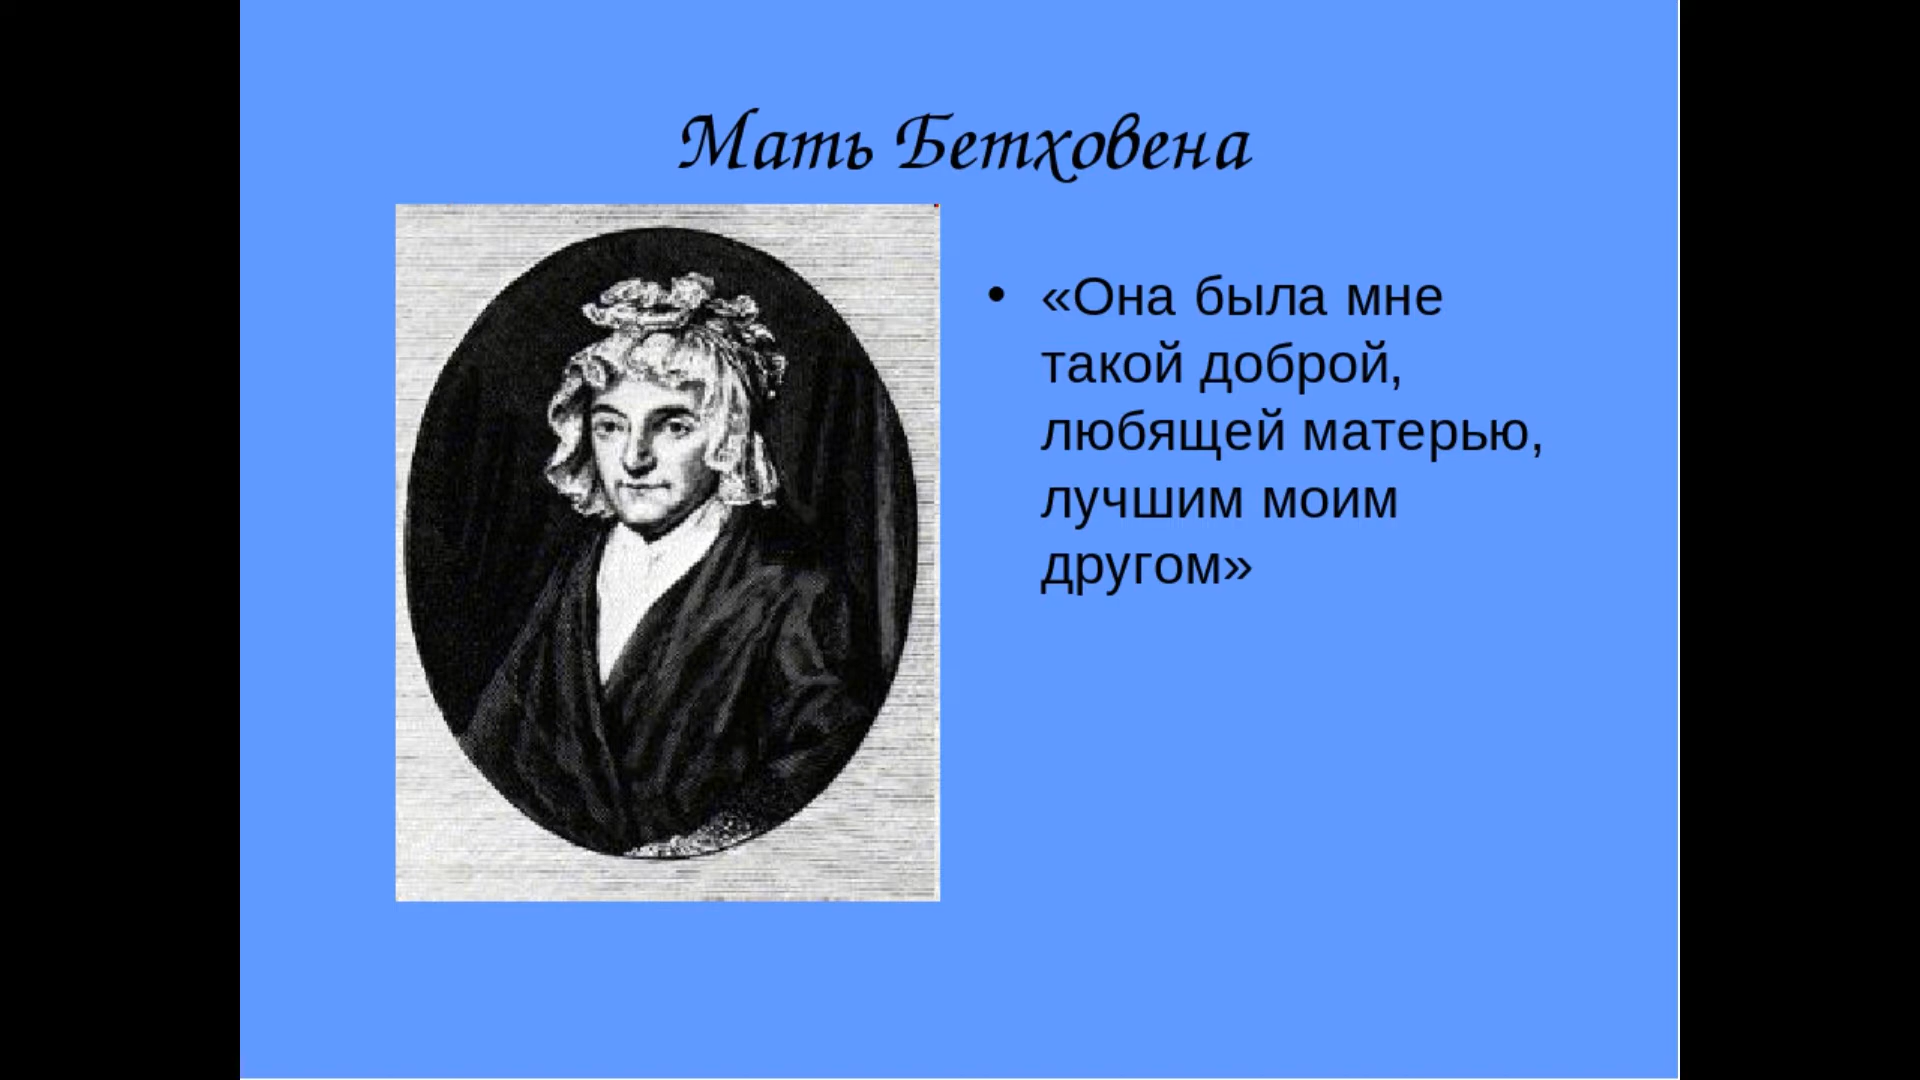 Мать Бетховена
• «Она была мне
такой доброй,
любящей матерью,
лучшим моим
другом»